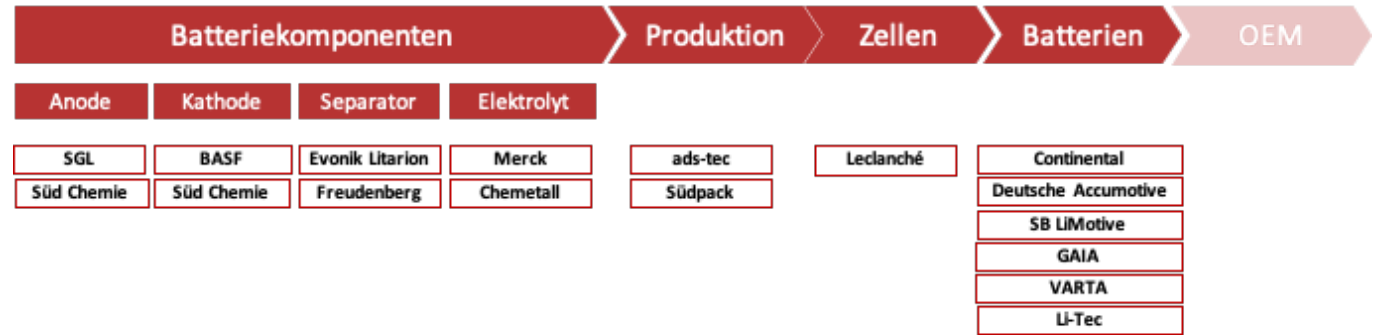 Batteriekomponenten Produktion Zellen Batterien OEM
Anode Kathode Separator Elektrolyt
SGL BASF Evonik Litarion Merck ads-tec Leclanché Continental
Süd Chemie Süd Chemie Freudenberg Chemetall Südpack Deutsche Accumotive
SB LiMotive
GAIA
VARTA
Li-Tec